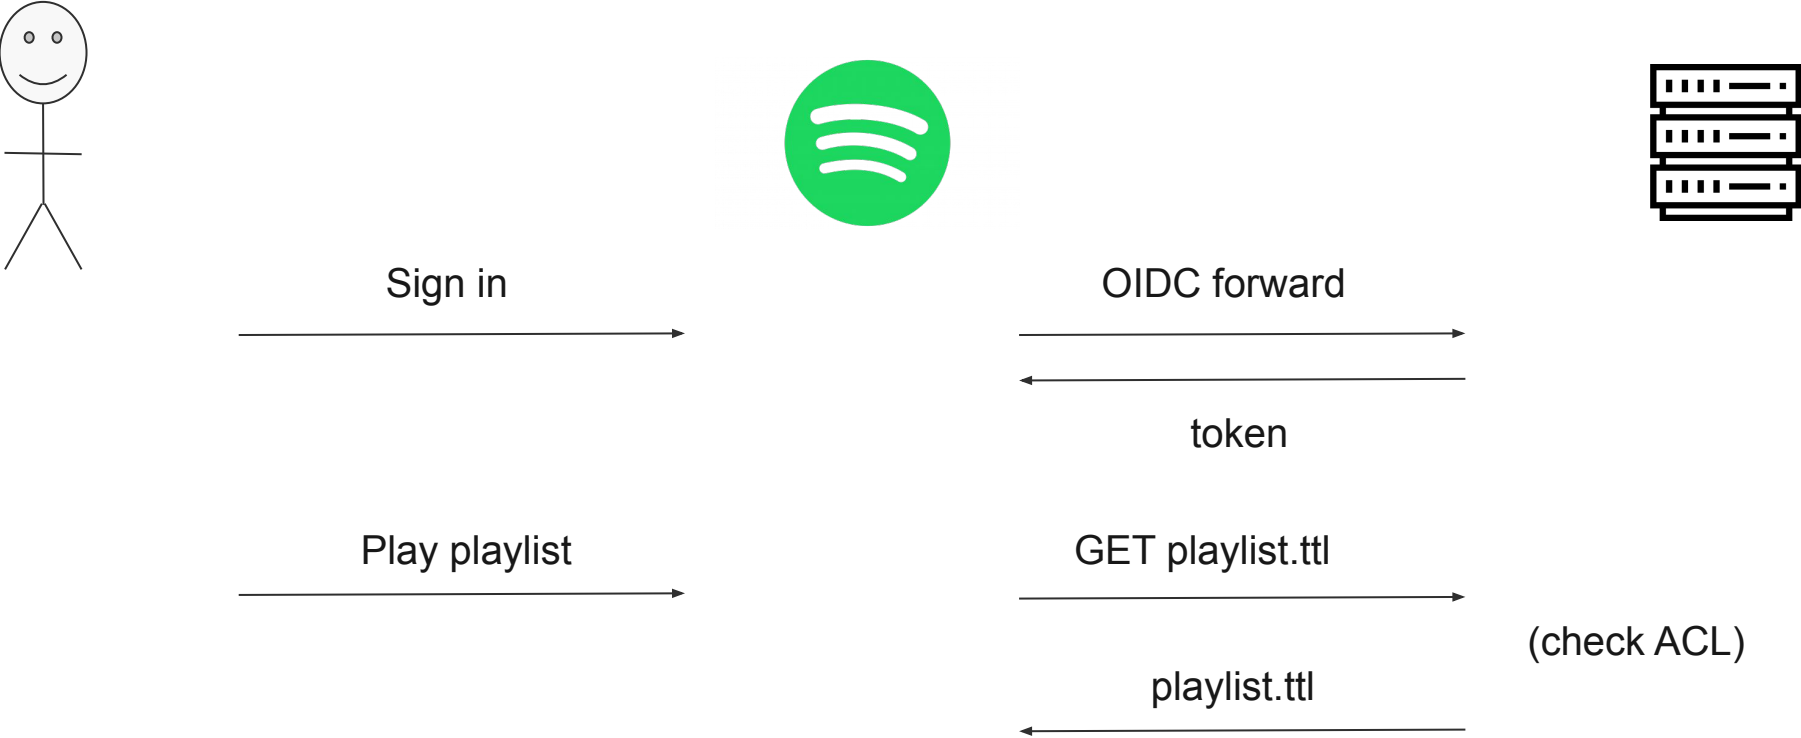 Sign in
OIDC forward
token
Play playlist
GET playlist.ttl
(check ACL)
playlist.ttl